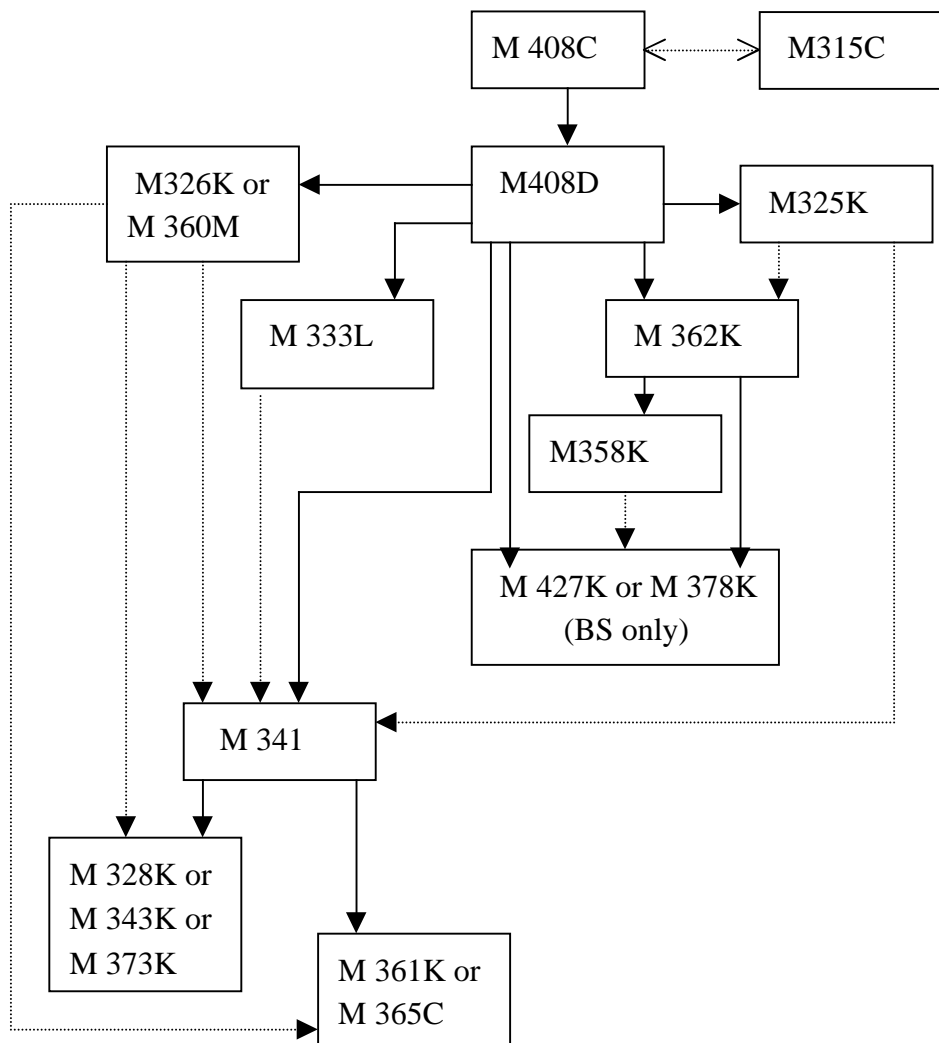 M 408C
M315C
M408D
M326K or
M 360M
M325K
M 333L
M 362K
M358K
M 427K or M 378K
(BS only)
M 341
M 328K or
M 343K or
M 373K
M 361K or
M 365C